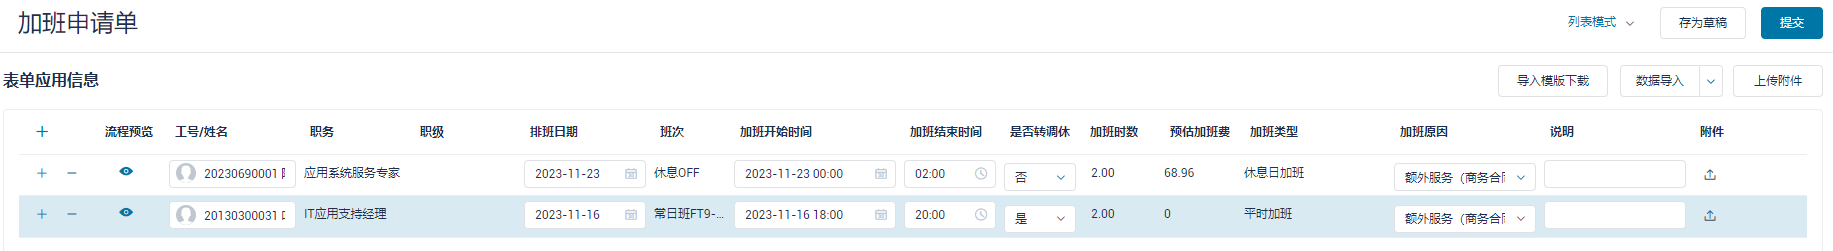 加班申请单
列表模式 存为草稿 提交
表单应用信息
导入模版下载 数据导入 上传附件
流程预览 工号/姓名 职务 职级 排班日期 班次 加班开始时间 加班结束时间 是否转调休 加班时数 预估加班费 加班类型 加班原因 说明 附件
20230690001 应用系统服务专家 2023-11-23 休息OFF 2023-11-23 00:00 02:00 否 2.00 68.96 休息日加班 额外服务（商务合同
20130300031 IT应用支持经理 2023-11-16 常日班FT9-... 2023-11-16 18:00 20:00 是 2.00 0 平时加班 额外服务（商务合同